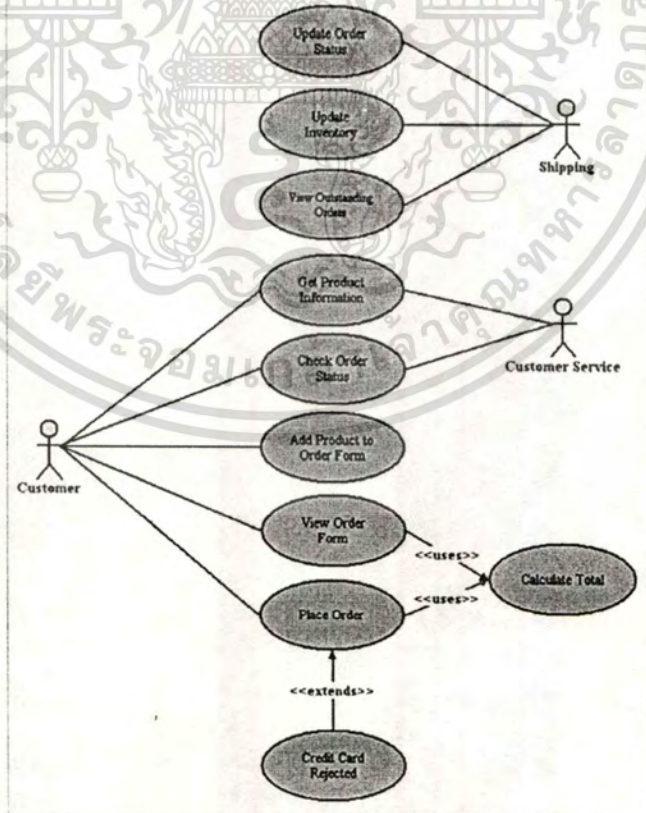 Update Order
Status
Update
Inventory
Shipping
View Outstanding
Orders
Get Product
Information
Customer Service
Check Order
Status
Add Product to
Order Form
Customer
View Order
Form
<<uses>>
Calculate Total
<<uses>>
Place Order
<<extends>>
Credit Card
Rejected